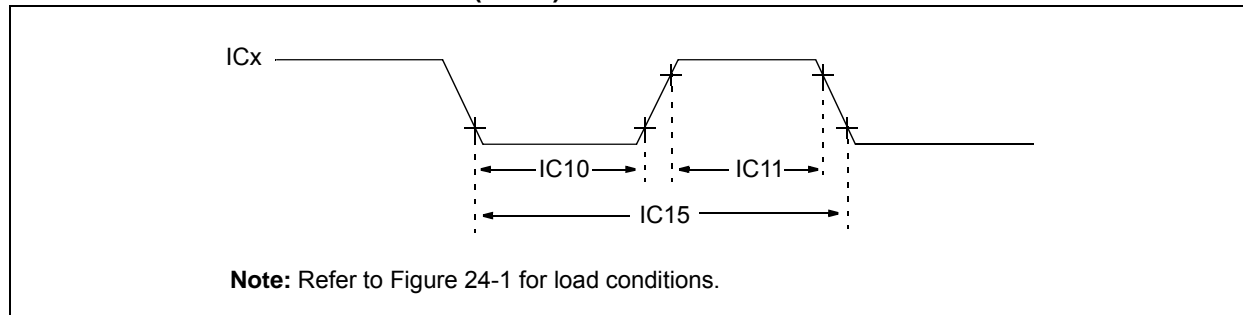 ICx
IC10
IC11
IC15
Note: Refer to Figure 24-1 for load conditions.